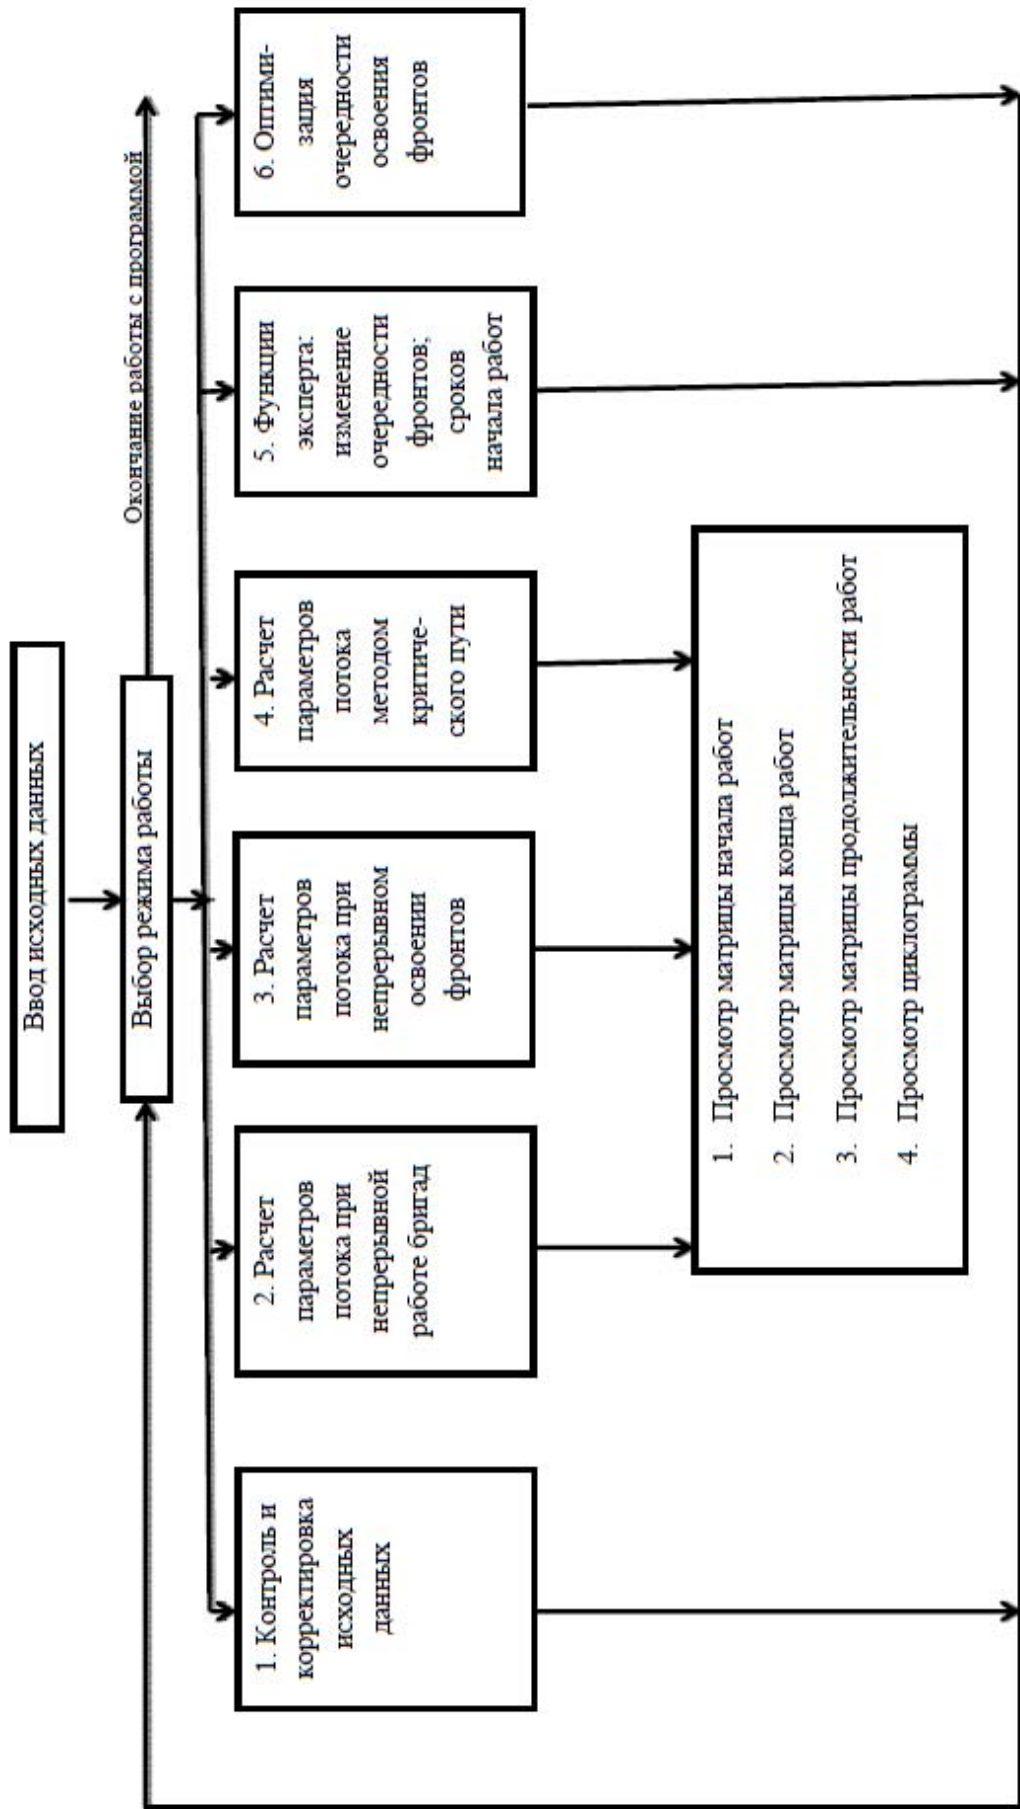 Ввод исходных данных
Выбор режима работы
Окончание работы с программой
1. Контроль и
корректировка
исходных
данных
2. Расчет
параметров
потока при
непрерывной
работе бригад
3. Расчет
параметров
потока при
непрерывном
освоении
фронтов
4. Расчет
параметров
потока
методом
критиче-
ского пути
5. Функции
эксперта:
изменение
очередности
фронтов;
сроков
начала работ
6. Оптими-
зация
очередности
освоения
фронтов
1. Просмотр матрицы начала работ
2. Просмотр матрицы конца работ
3. Просмотр матрицы продолжительности работ
4. Просмотр циклограммы